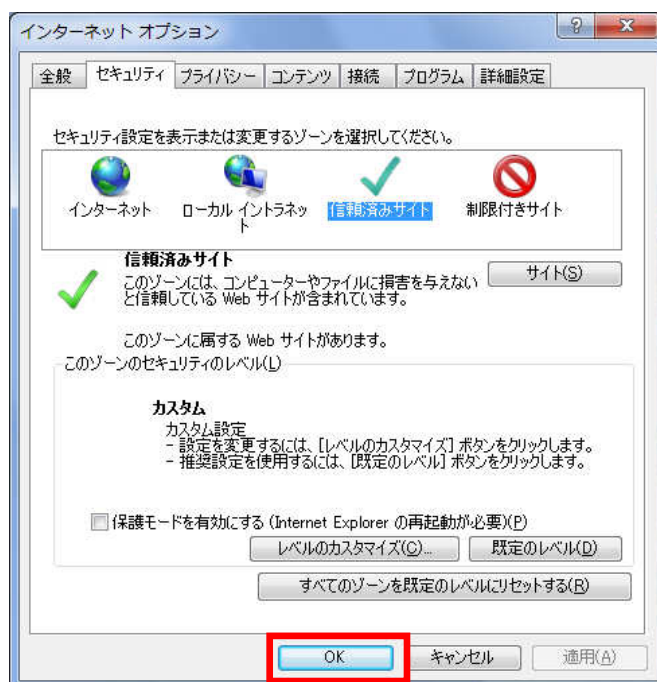 インターネット オプション
全般 セキュリティ プライバシー コンテンツ 接続 プログラム 詳細設定
セキュリティ設定を表示または変更するゾーンを選択してください。
インターネット ローカル イントラネッ 信頼済みサイト 制限付きサイト
ト
信頼済みサイト
サイト(S)
このゾーンには、コンピューターやファイルに損害を与えない
と信頼している Web サイトが含まれています。
このゾーンに属する Web サイトがあります。
このゾーンのセキュリティのレベル(L)
カスタム
カスタム設定
- 設定を変更するには、[レベルのカスタマイズ] ボタンをクリックします。
- 推奨設定を使用するには、[既定のレベル] ボタンをクリックします。
保護モードを有効にする (Internet Explorer の再起動が必要)(P)
レベルのカスタマイズ(C)... 既定のレベル(D)
すべてのゾーンを既定のレベルにリセットする(R)
OK キャンセル 適用(A)